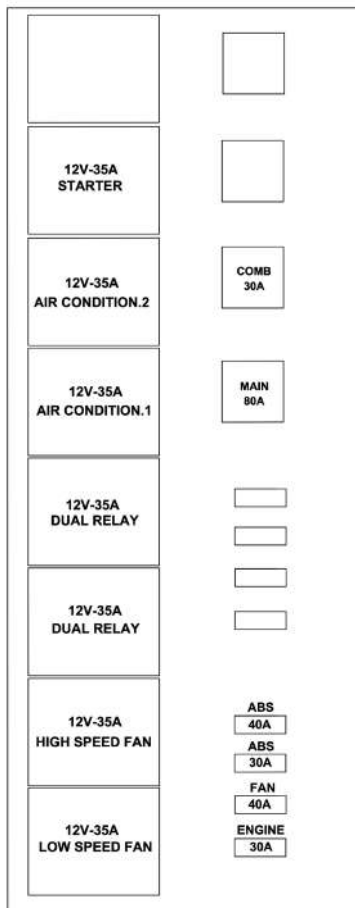 12V-35A
STARTER
12V-35A
AIR CONDITION.2
COMB
30A
12V-35A
AIR CONDITION.1
MAIN
80A
12V-35A
DUAL RELAY
12V-35A
DUAL RELAY
12V-35A
HIGH SPEED FAN
ABS
40A
ABS
30A
12V-35A
LOW SPEED FAN
FAN
40A
ENGINE
30A